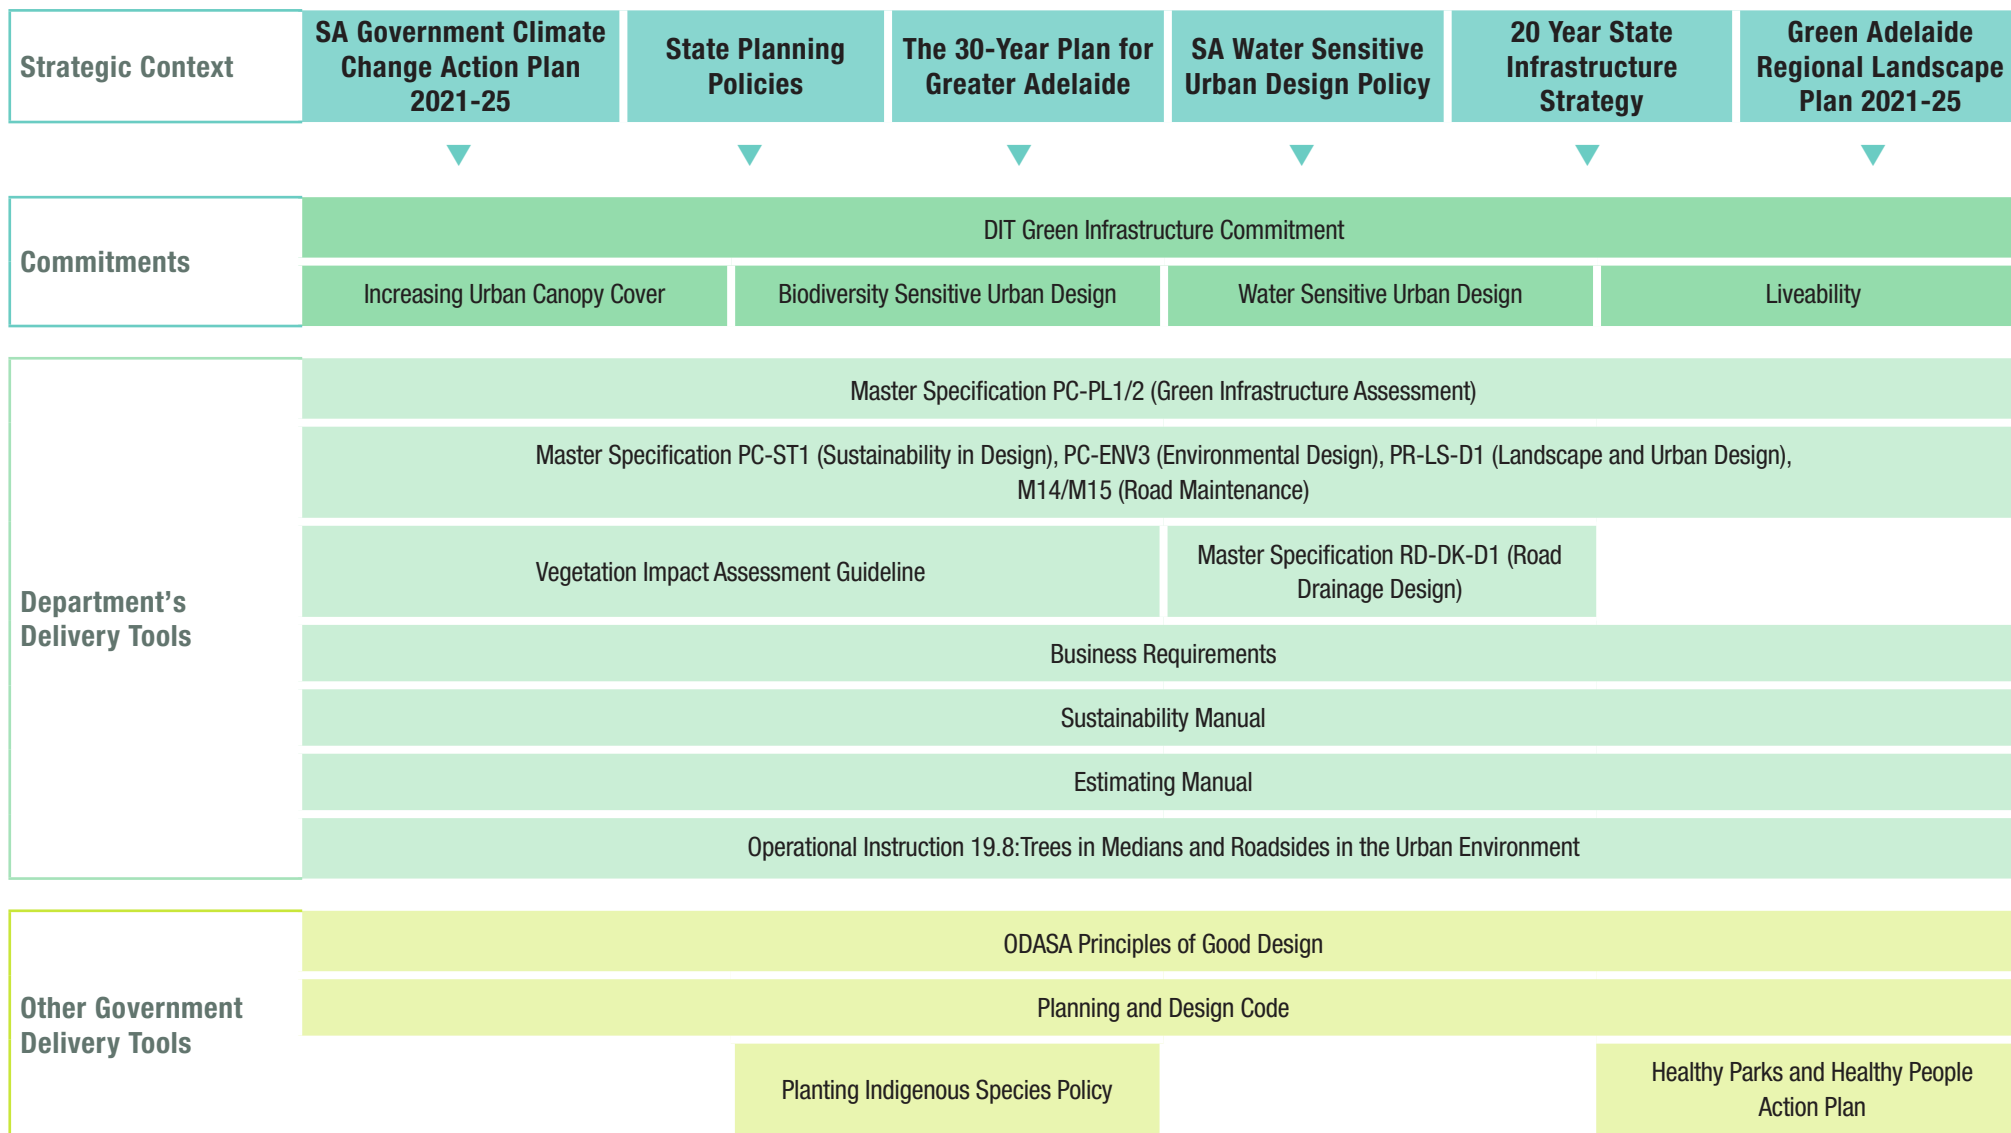 Strategic Context
SA Government Climate
Change Action Plan
2021-25
State Planning
Policies
The 30-Year Plan for
Greater Adelaide
SA Water Sensitive
Urban Design Policy
20 Year State
Infrastructure
Strategy
Green Adelaide
Regional Landscape
Plan 2021-25
Commitments
DIT Green Infrastructure Commitment
Increasing Urban Canopy Cover
Biodiversity Sensitive Urban Design
Water Sensitive Urban Design
Liveability
Department's
Delivery Tools
Master Specification PC-PL1/2 (Green Infrastructure Assessment)
Master Specification PC-ST1 (Sustainability in Design), PC-ENV3 (Environmental Design), PR-LS-D1 (Landscape and Urban Design),
M14/M15 (Road Maintenance)
Vegetation Impact Assessment Guideline
Master Specification RD-DK-D1 (Road
Drainage Design)
Business Requirements
Sustainability Manual
Estimating Manual
Operational Instruction 19.8:Trees in Medians and Roadsides in the Urban Environment
Other Government
Delivery Tools
ODASA Principles of Good Design
Planning and Design Code
Planting Indigenous Species Policy
Healthy Parks and Healthy People
Action Plan